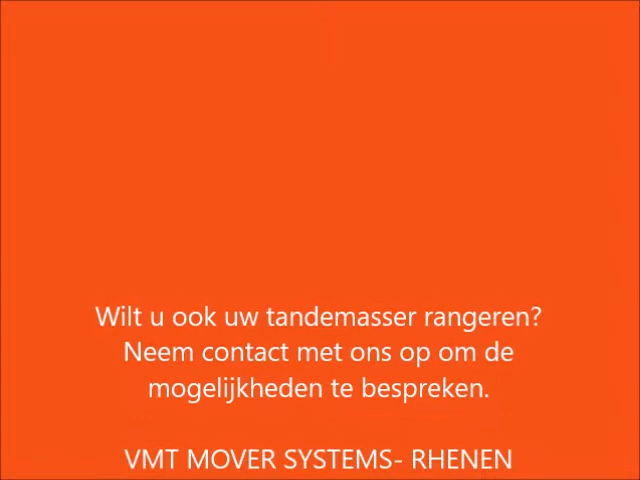 Wilt u ook uw tandemasser rangeren?
Neem contact met ons op om de
mogelijkheden te bespreken.
VMT MOVER SYSTEMS- RHENEN